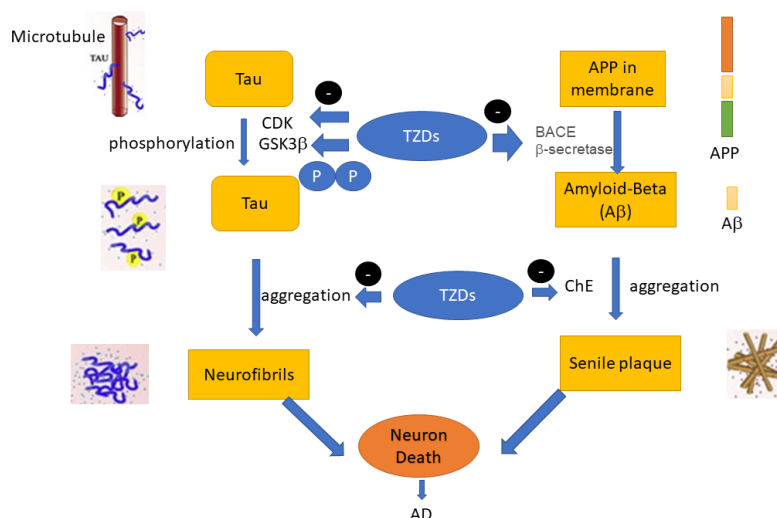 Microtubule
TAU
Tau
-
-
APP in
membrane
phosphorylation
CDK
GSK3β
TZDs
BACE
β-secretase
APP
P
P
Tau
P
P
P
Amyloid-Beta
(Aβ)
Aβ
-
-
aggregation
TZDs
ChE
aggregation
Neurofibrils
Senile plaque
Neuron
Death
AD